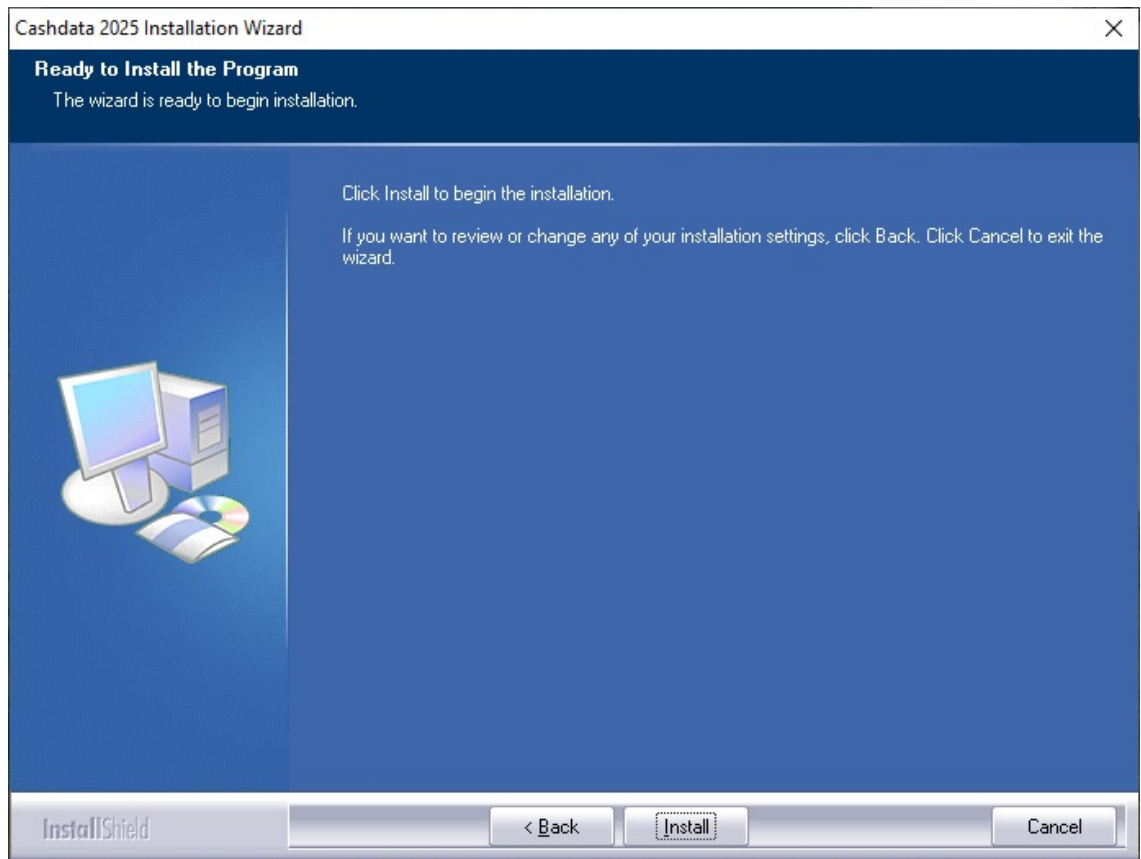 Cashdata 2025 Installation Wizard
Ready to Install the Program
The wizard is ready to begin installation.
Click Install to begin the installation.
If you want to review or change any of your installation settings, click Back. Click Cancel to exit the
wizard.
InstallShield
< Back
Install
Cancel